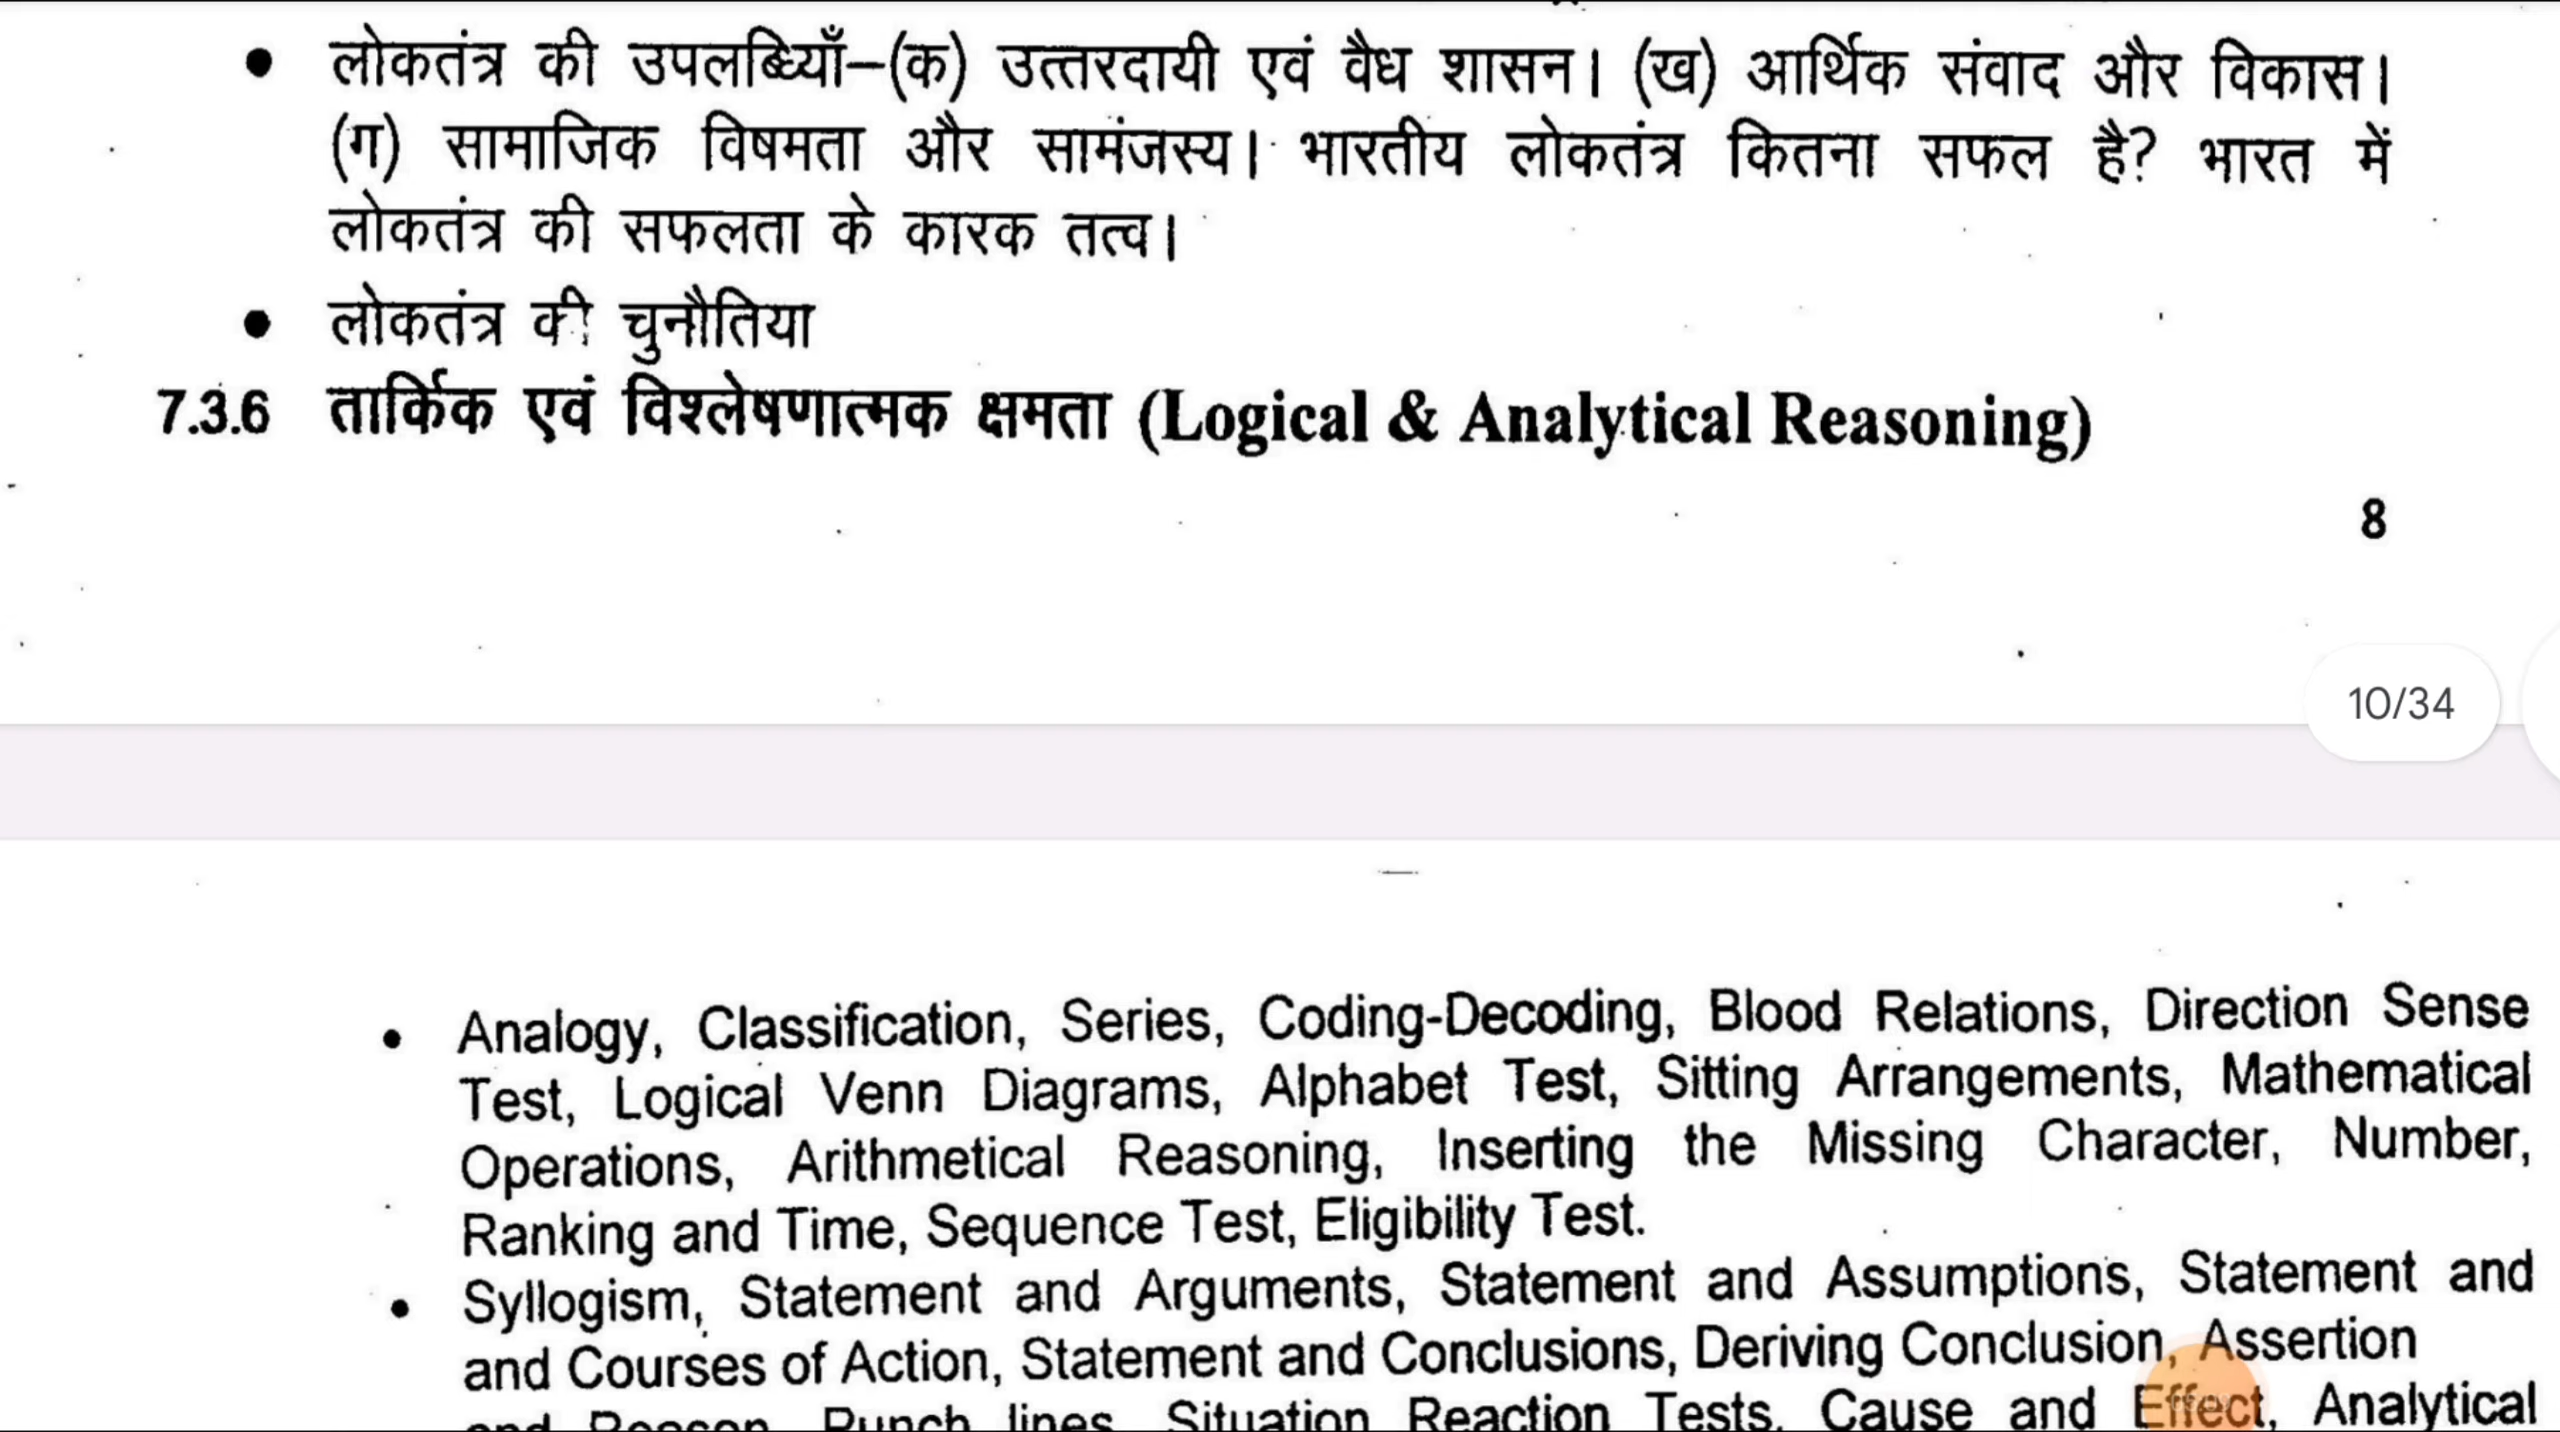 • लोकतंत्र की उपलब्धियाँ–(क) उत्तरदायी एवं वैध शासन। (ख) आर्थिक संवाद और विकास।
(ग) सामाजिक विषमता और सामंजस्य। भारतीय लोकतंत्र कितना सफल है? भारत में
लोकतंत्र की सफलता के कारक तत्व।
• लोकतंत्र की चुनौतिया
7.3.6 तार्किक एवं विश्लेषणात्मक क्षमता (Logical & Analytical Reasoning)
8
10/34
• Analogy, Classification, Series, Coding-Decoding, Blood Relations, Direction Sense
Test, Logical Venn Diagrams, Alphabet Test, Sitting Arrangements, Mathematical
Operations, Arithmetical Reasoning, Inserting the Missing Character, Number,
Ranking and Time, Sequence Test, Eligibility Test.
• Syllogism, Statement and Arguments, Statement and Assumptions, Statement and
and Courses of Action, Statement and Conclusions, Deriving Conclusion, Assertion
and Reason, Punch lines, Situation Reaction Tests, Cause and Effect, Analytical